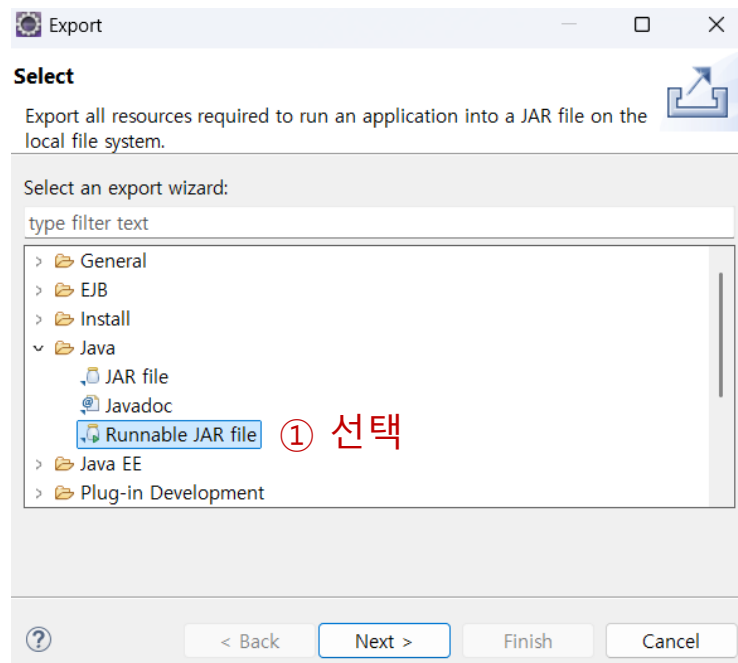 Export
Select
Export all resources required to run an application into a JAR file on the
local file system.
Select an export wizard:
type filter text
General
EJB
Install
Java
JAR file
Javadoc
Runnable JAR file ① 선택
Java EE
Plug-in Development
< Back Next > Finish Cancel